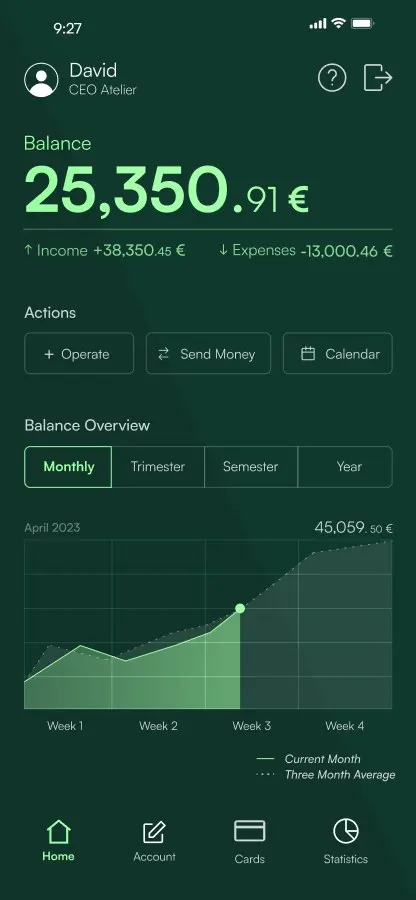 9:27
David
CEO Atelier
Balance
25,350.91 €
↑ Income +38,350.45 € ↓ Expenses -13,000.46 €
Actions
+ Operate Send Money Calendar
Balance Overview
Monthly Trimester Semester Year
April 2023 45,059.50 €
Week 1 Week 2 Week 3 Week 4
Current Month
Three Month Average
Home Account Cards Statistics